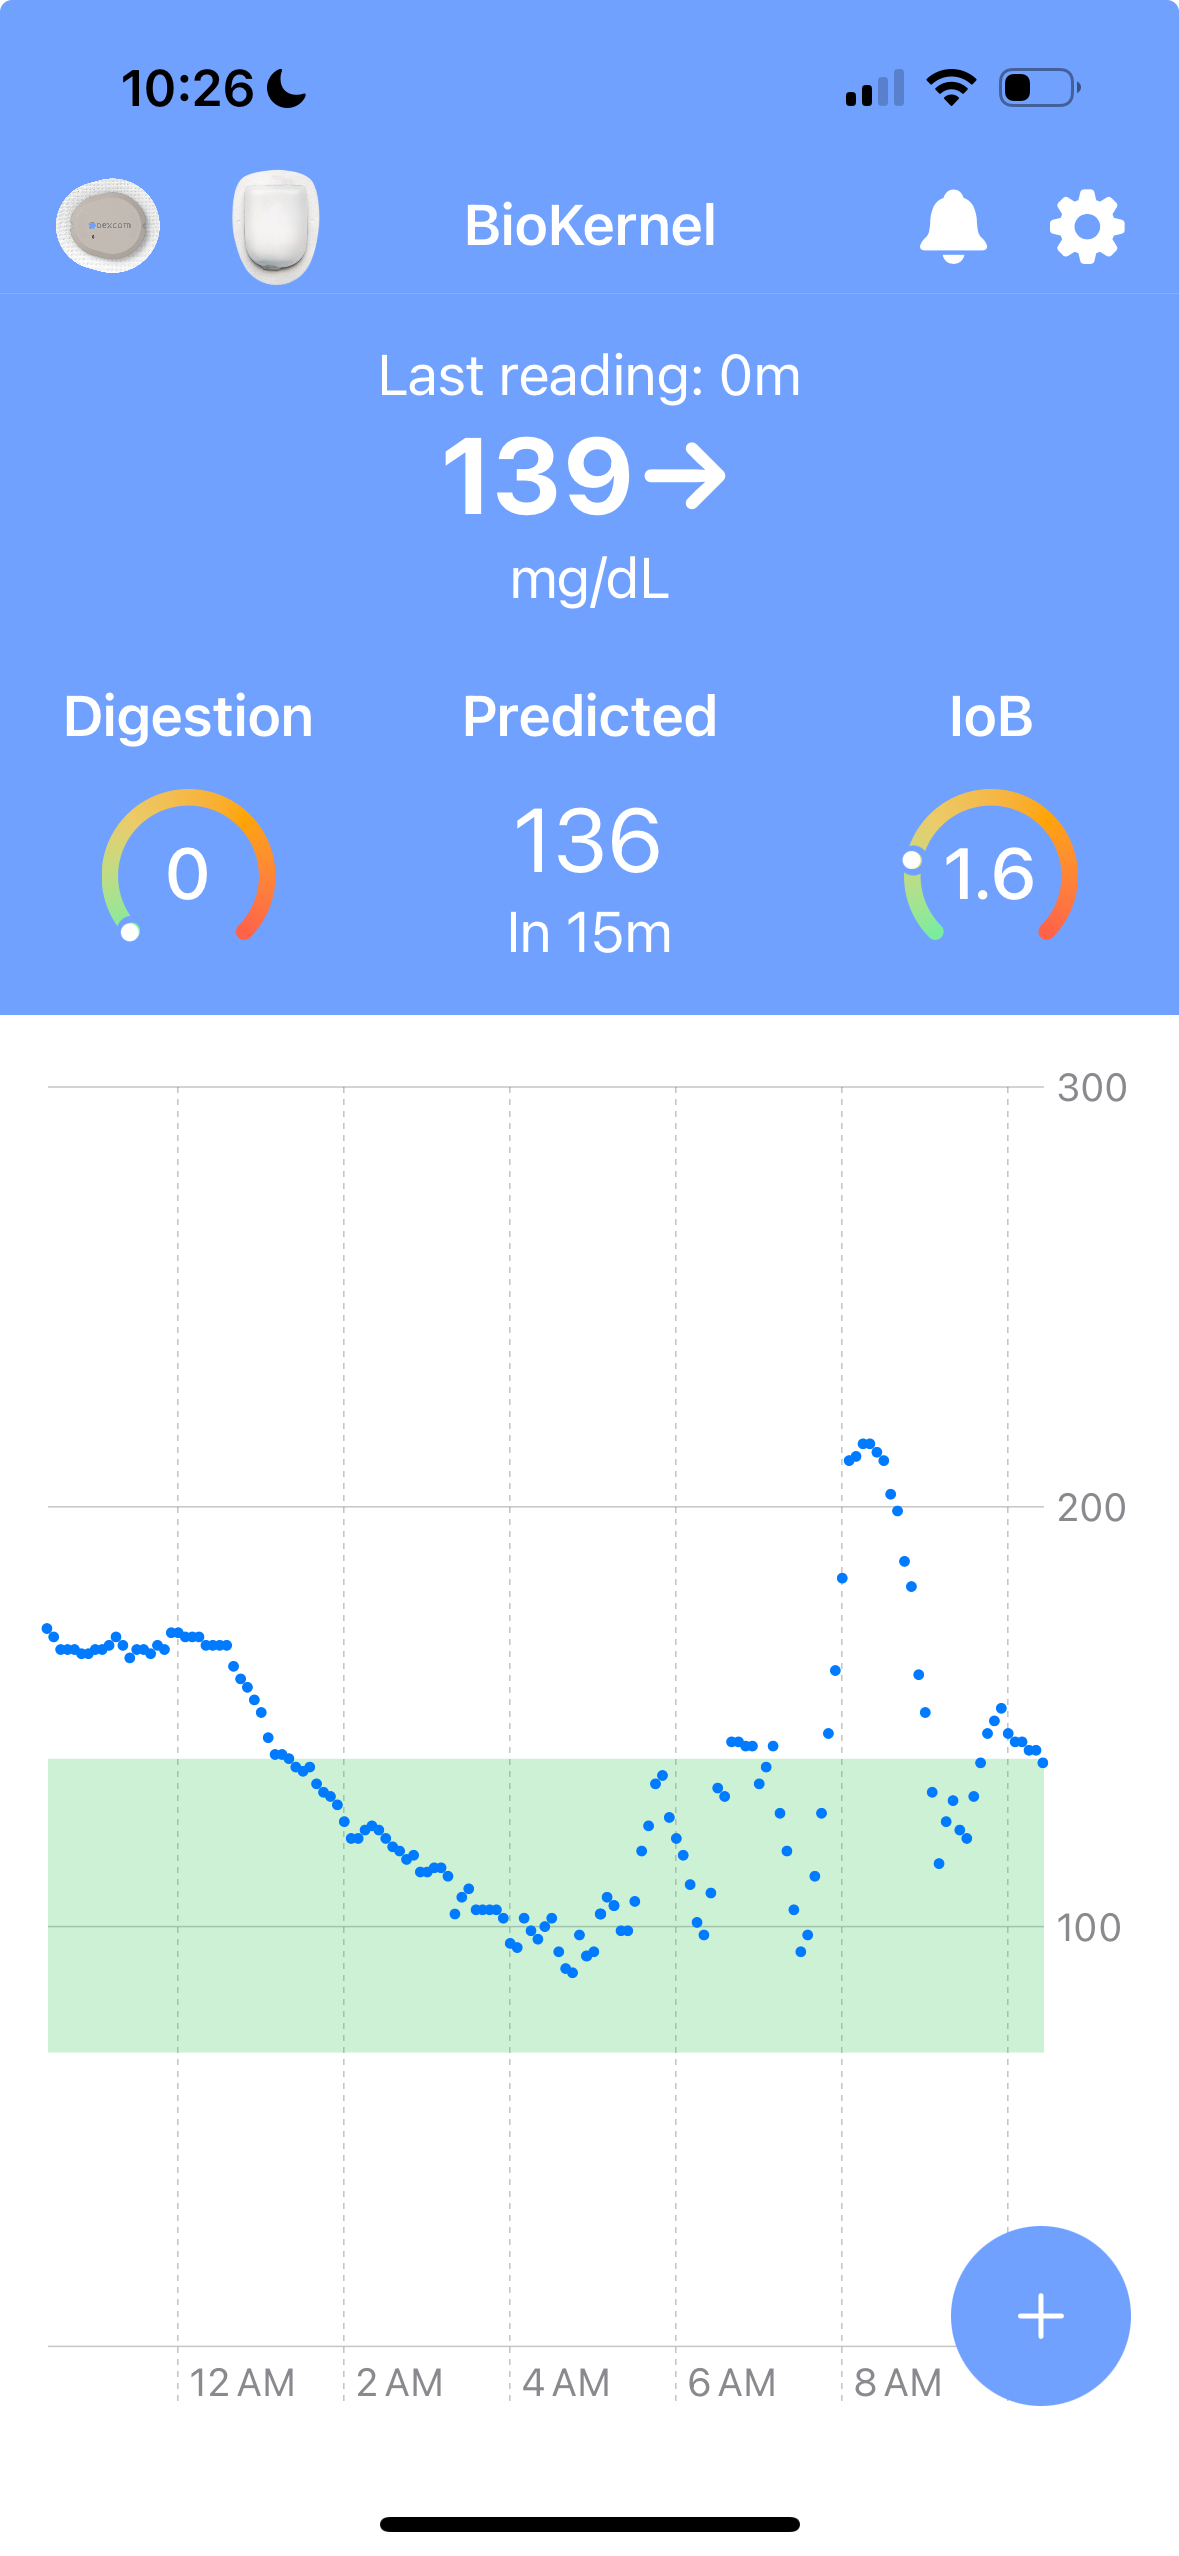 10:26
dexcom
BioKernel
Last reading: 0m
139
mg/dL
Digestion
Predicted
IoB
0
136
1.6
In 15m
300
200
100
12 AM
2 AM
4 AM
6 AM
8 AM